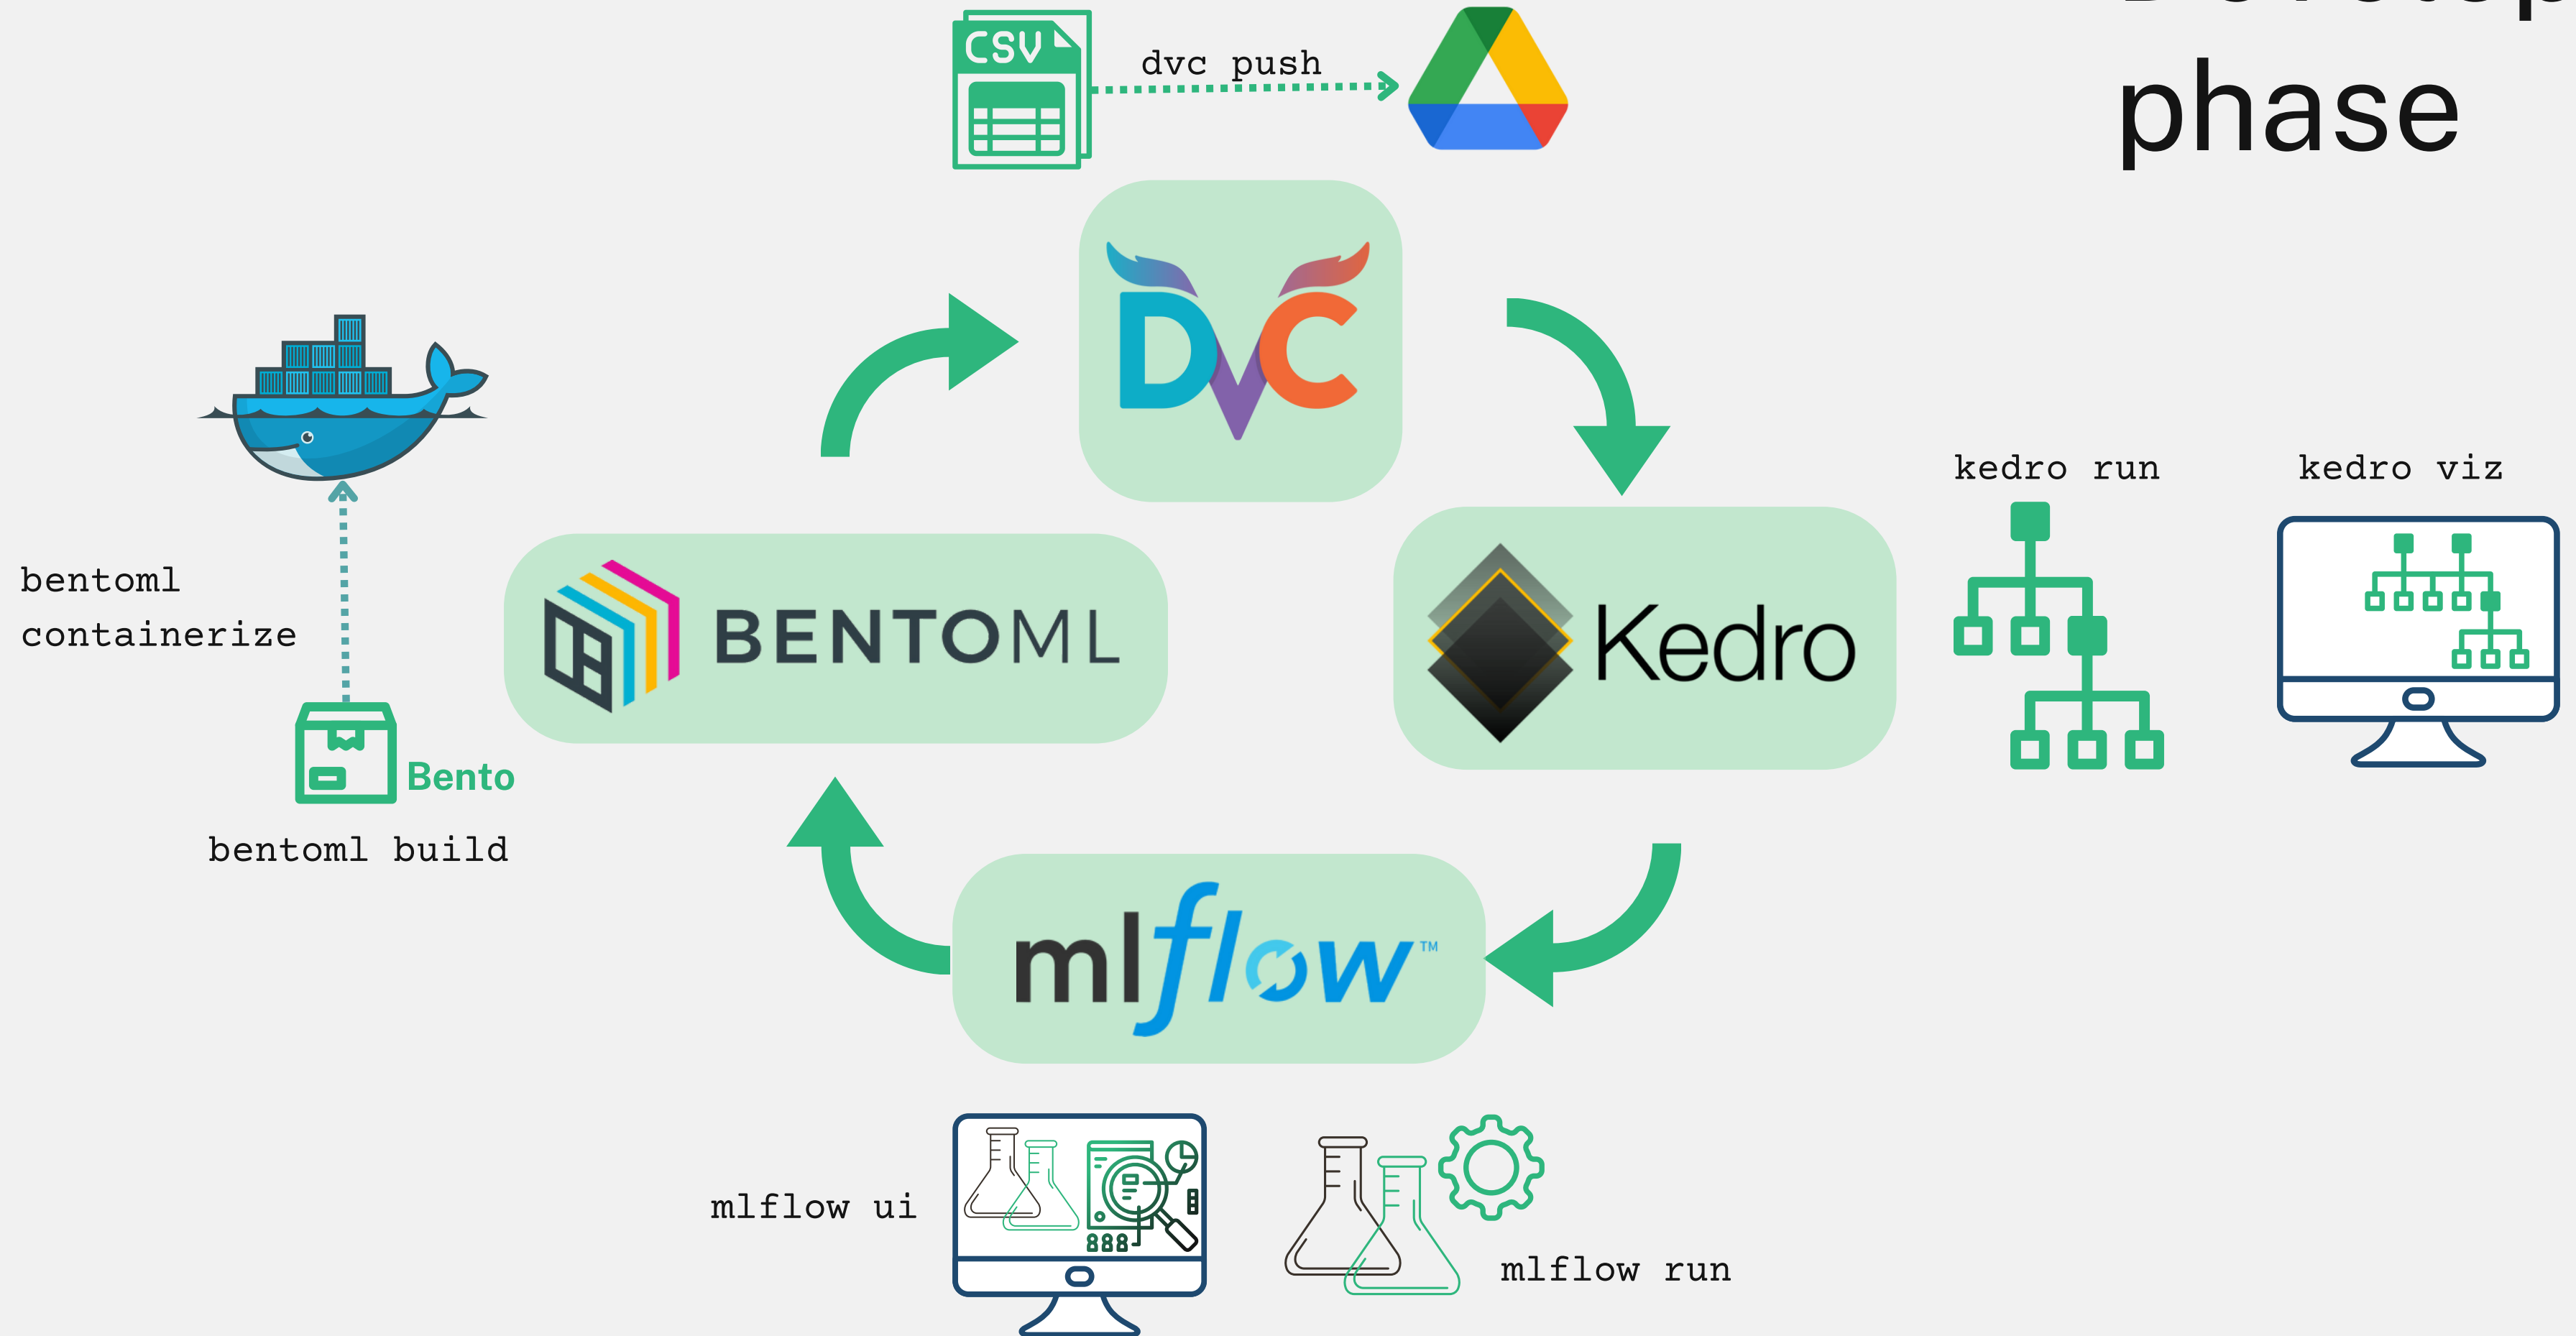 phase
CSV
dvc push
DVC
kedro run
kedro viz
bentoml
containerize
BENTOML
Kedro
Bento
bentoml build
mlflow™
mlflow ui
mlflow run